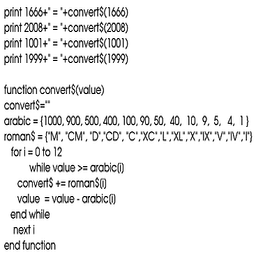 print 1666+" = "+convert$(1666)
print 2008+" = "+convert$(2008)
print 1001+" = "+convert$(1001)
print 1999+" = "+convert$(1999)

function convert$(value)
convert$=""
arabic = {1000, 900, 500, 400, 100, 90, 50, 40, 10, 9, 5, 4, 1 }
roman$ = {"M", "CM", "D","CD", "C","XC","L","XL","X","IX","V","IV","I"}
for i = 0 to 12
while value >= arabic(i)
convert$ += roman$(i)
value = value - arabic(i)
end while
next i
end function